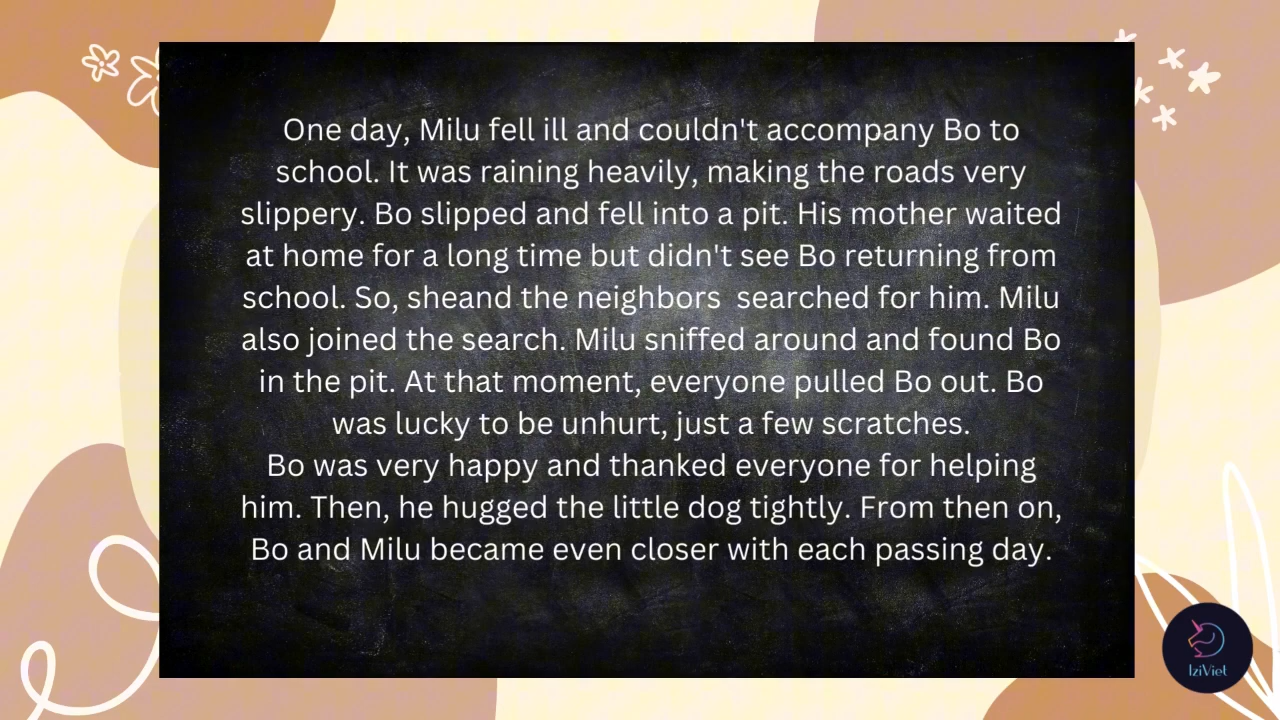 One day, Milu fell ill and couldn't accompany Bo to
school. It was raining heavily, making the roads very
slippery. Bo slipped and fell into a pit. His mother waited
at home for a long time but didn't see Bo returning from
school. So, sheand the neighbors  searched for him. Milu
also joined the search. Milu sniffed around and found Bo
in the pit. At that moment, everyone pulled Bo out. Bo
was lucky to be unhurt, just a few scratches.
Bo was very happy and thanked everyone for helping
him. Then, he hugged the little dog tightly. From then on,
Bo and Milu became even closer with each passing day.
IziViet